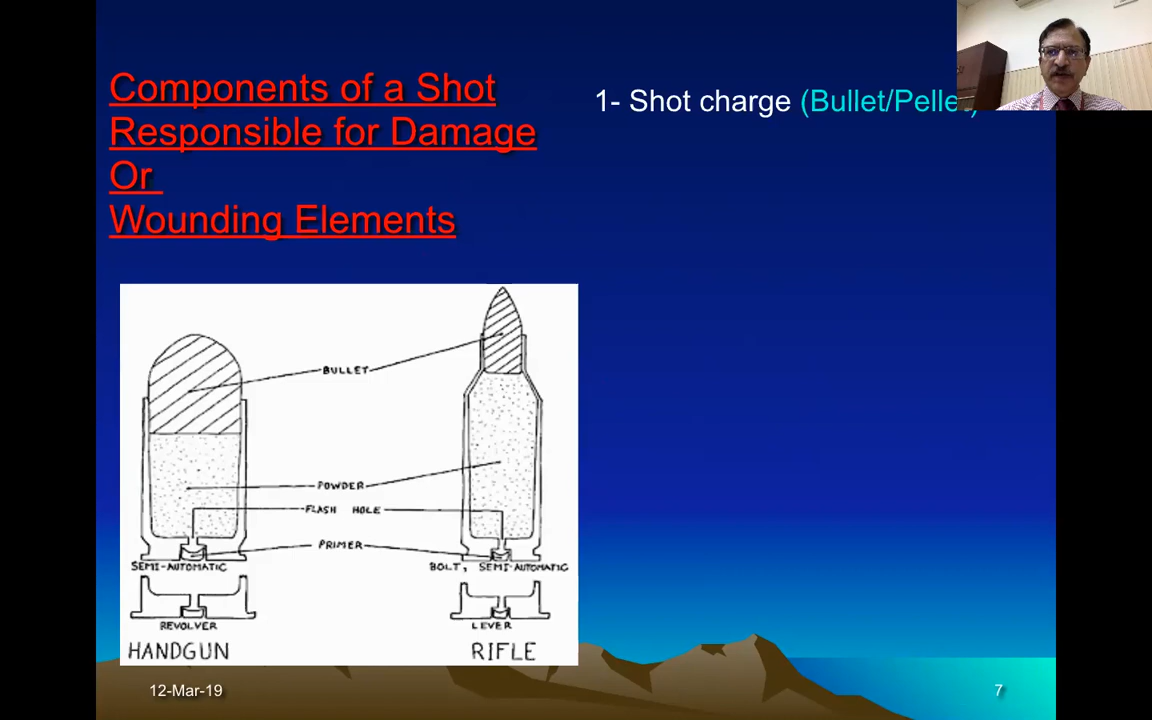 Components of a Shot
Responsible for Damage
Or
Wounding Elements
1- Shot charge (Bullet/Pellet)
BULLET
POWDER
FLASH HOLE
PRIMER
SEMI-AUTOMATIC
BOLT, SEMI-AUTOMATIC
REVOLVER
LEVER
HANDGUN
RIFLE
12-Mar-19
7